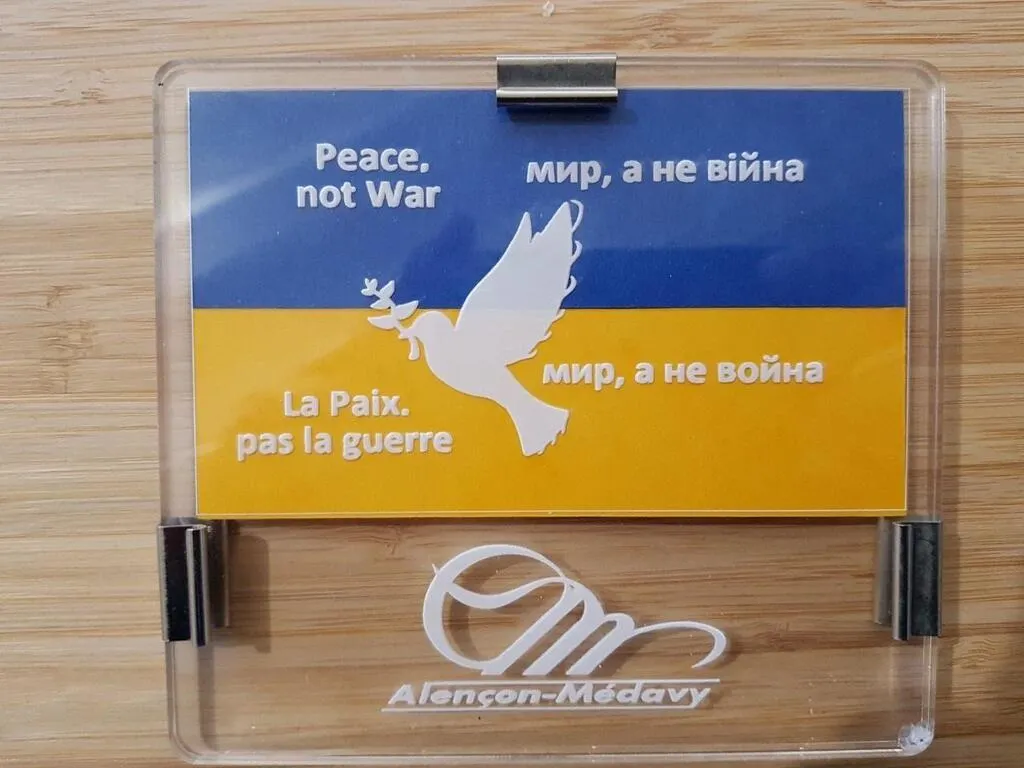 Peace.
not War
мир, а не війна
мир, а не война
La Paix.
pas la guerre
Alençon-Médavy